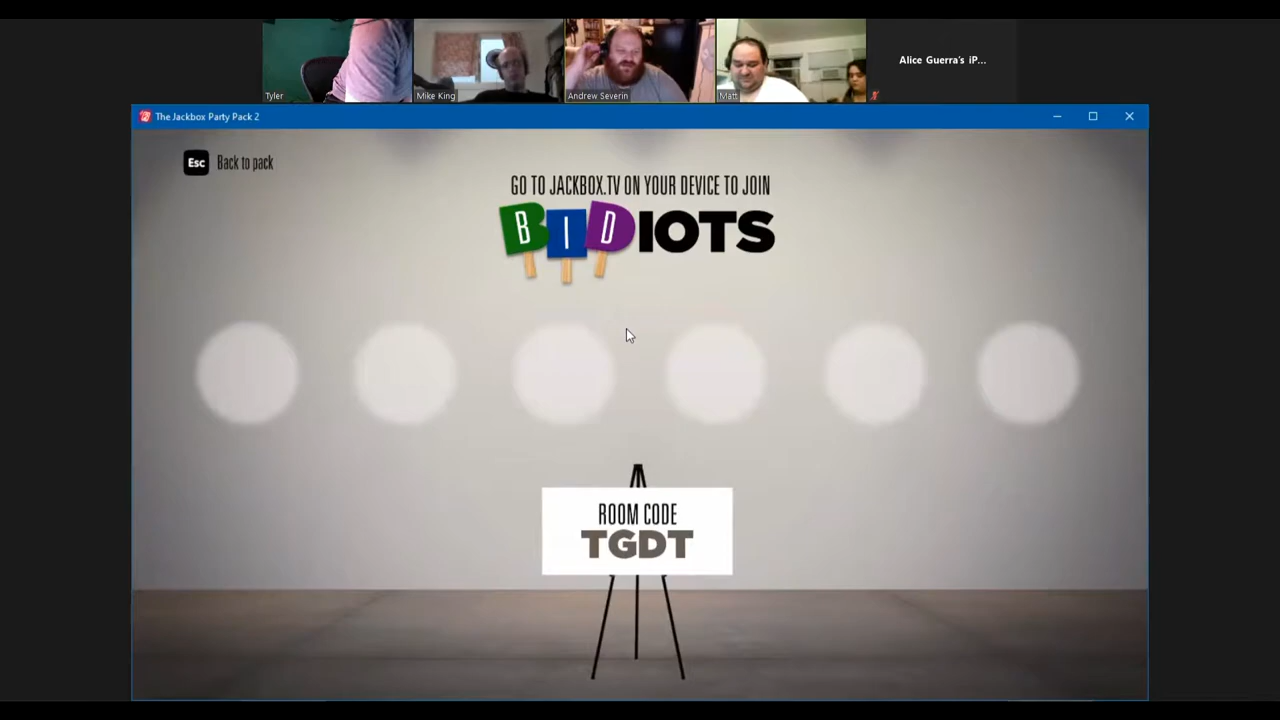 Tyler
Mike King
Andrew Severin
Matt
Alice Guerra's iP...
The Jackbox Party Pack 2
Esc Back to pack
GO TO JACKBOX.TV ON YOUR DEVICE TO JOIN
BIDIOTS
ROOM CODE
TGDT